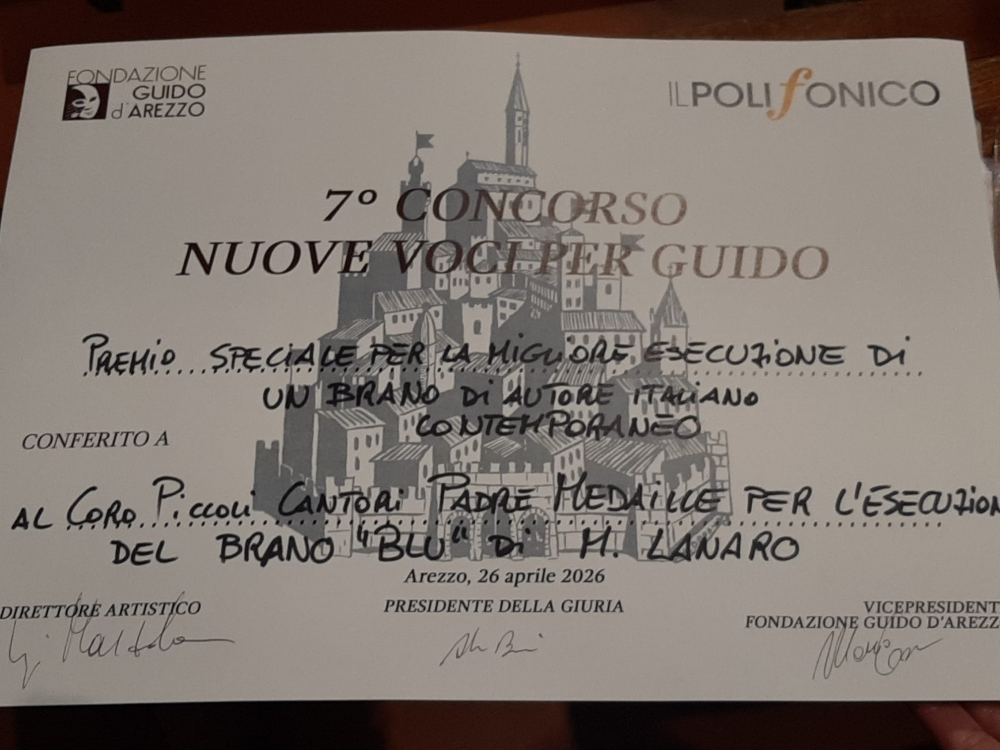 FONDAZIONE
GUIDO
d'AREZZO
ILPOLIFONICO
7° CONCORSO
NUOVE VOCI PER GUIDO
PREMIO SPECIALE PER LA MIGLIORE ESECUZIONE DI
UN BRANO DI AUTORE ITALIANO
CONTEMPORANEO
CONFERITO A
AL CORO PICCOLI CANTORI PADRE MEDAILLE PER L'ESECUZION
DEL BRANO "BLU" DI M. LANARO
Arezzo, 26 aprile 2026
DIRETTORE ARTISTICO
PRESIDENTE DELLA GIURIA
VICEPRESIDENT
FONDAZIONE GUIDO D'AREZZ